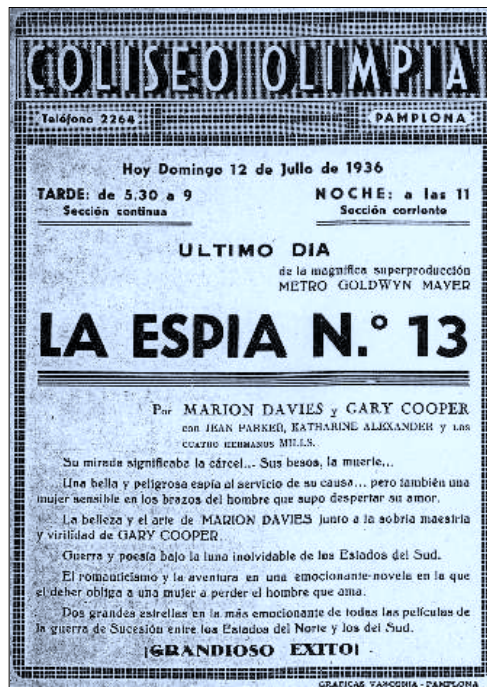 COLISEO OLIMPIA
Teléfono 2264
PAMPLONA
Hoy Domingo 12 de Julio de 1936
TARDE: de 5,30 a 9
Sección continua
NOCHE: a las 11
Sección corriente
ULTIMO DIA
de la magnífica superproducción
METRO GOLDWYN MAYER
LA ESPIA N.º 13
Por MARION DAVIES y GARY COOPER
con JEAN PARKER, KATHARINE ALEXANDER y los
CUATRO HERMANOS MILLS.
Su mirada significaba la cárcel... Sus besos, la muerte...
Una bella y peligrosa espía al servicio de su causa... pero también una
mujer sensible en los brazos del hombre que supo despertar su amor.
La belleza y el arte de MARION DAVIES junto a la sobria maestría
y virilidad de GARY COOPER.
Guerra y poesía bajo la luna inolvidable de los Estados del Sud.
El romanticismo y la aventura en una emocionante novela en la que
el deber obliga a una mujer a perder el hombre que ama.
Dos grandes estrellas en la más emocionante de todas las películas de
la guerra de Sucesión entre los Estados del Norte y los del Sud.
¡GRANDIOSO EXITO!
GRAFICAS VASCONIA - PAMPLONA